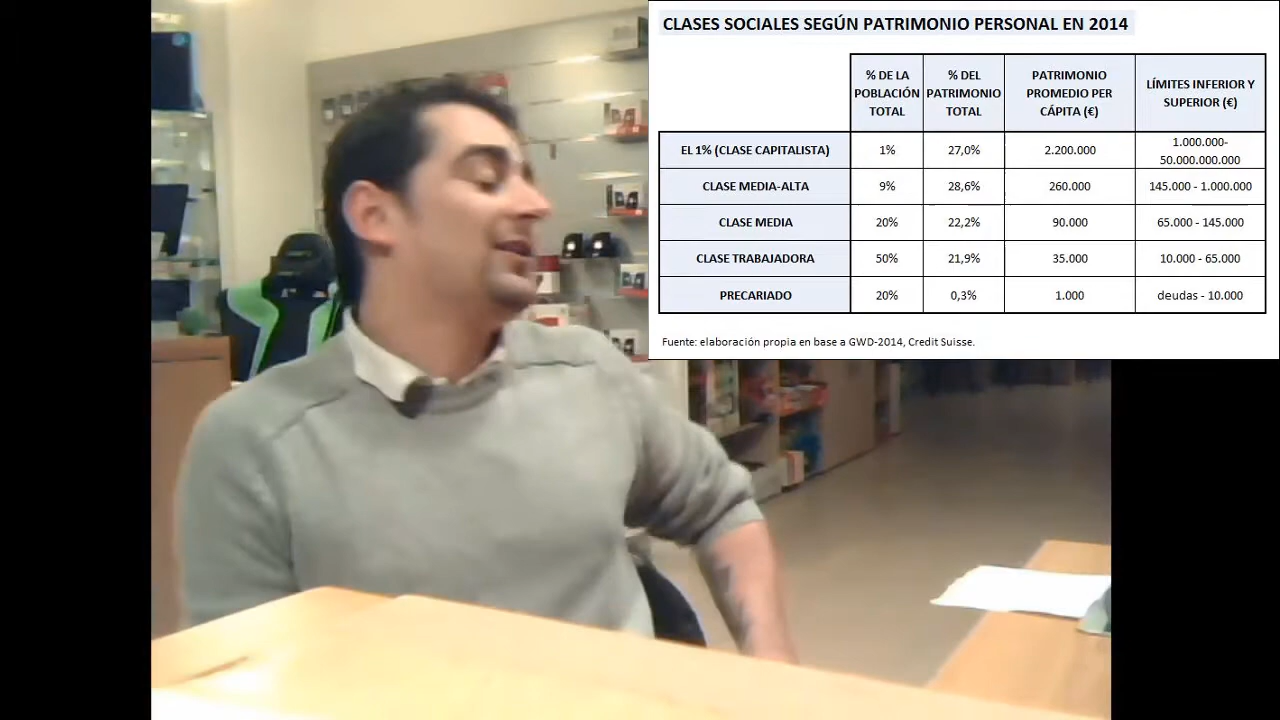 CLASES SOCIALES SEGÚN PATRIMONIO PERSONAL EN 2014
% DE LA POBLACIÓN TOTAL
% DEL PATRIMONIO TOTAL
PATRIMONIO PROMEDIO PER CÁPITA (€)
LÍMITES INFERIOR Y SUPERIOR (€)
EL 1% (CLASE CAPITALISTA) 1% 27,0% 2.200.000 1.000.000-50.000.000.000
CLASE MEDIA-ALTA 9% 28,6% 260.000 145.000 - 1.000.000
CLASE MEDIA 20% 22,2% 90.000 65.000 - 145.000
CLASE TRABAJADORA 50% 21,9% 35.000 10.000 - 65.000
PRECARIADO 20% 0,3% 1.000 deudas - 10.000
Fuente: elaboración propia en base a GWD-2014, Credit Suisse.